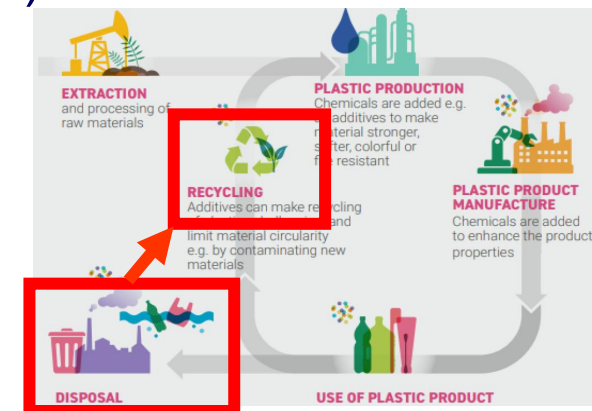 )
EXTRACTION
and processing of
raw materials
PLASTIC PRODUCTION
Chemicals are added e.g.
additives to make
material stronger,
softer, colorful or
fire resistant
RECYCLING
Additives can make recycling
and
limit material circularity
e.g. by contaminating new
materials
PLASTIC PRODUCT
MANUFACTURE
Chemicals are added
to enhance the product
properties
DISPOSAL
USE OF PLASTIC PRODUCT